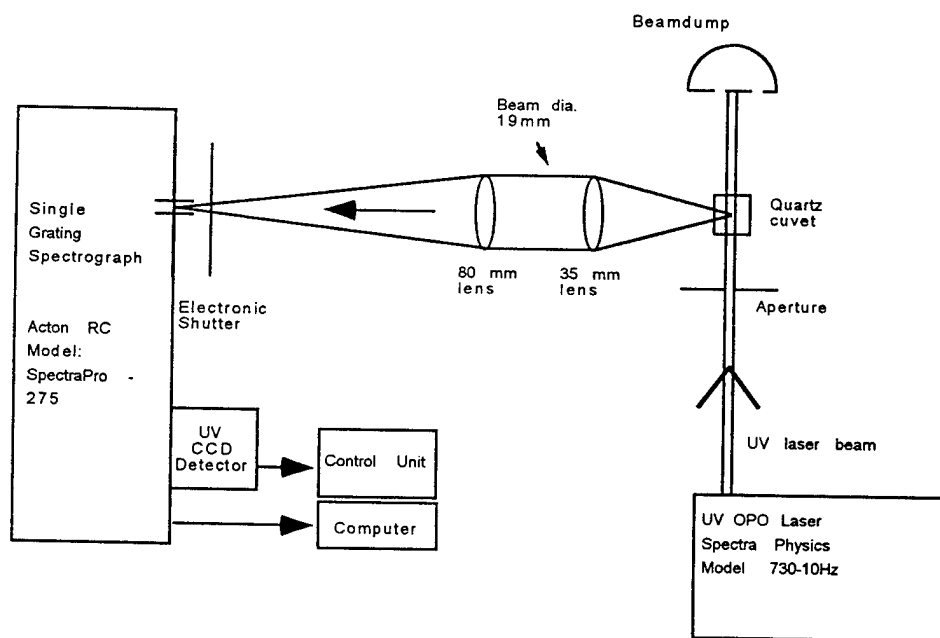 Beamdump
Beam dia.
19mm
Single
Grating
Spectrograph
Quartz
cuvet
80 mm
lens
35 mm
lens
Aperture
Electronic
Shutter
Acton RC
Model:
SpectraPro -
275
UV
CCD
Detector
Control Unit
Computer
UV laser beam
UV OPO Laser
Spectra Physics
Model 730-10Hz